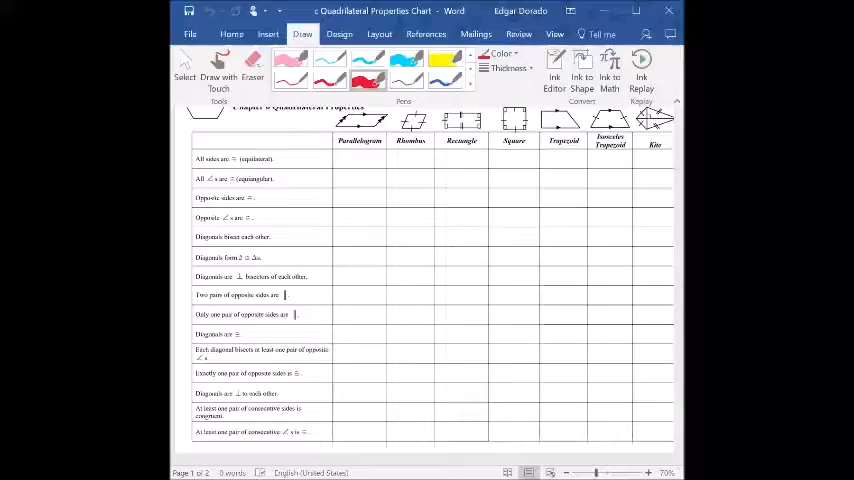 c Quadrilateral Properties Chart - Word
Edgar Dorado
File Home Insert Draw Design Layout References Mailings Review View Tell me
Select
Draw with Touch
Eraser
Color
Thickness
Ink Editor
Ink to Shape
Ink to Math
Ink Replay
Tools
Pens
Convert
Replay
Chapter 6 Quadrilateral Properties
Parallelogram Rhombus Rectangle Square Trapezoid Isosceles Trapezoid Kite
All sides are ≅ (equilateral).
All ∠s are ≅ (equiangular).
Opposite sides are ≅.
Opposite ∠s are ≅.
Diagonals bisect each other.
Diagonals form 2 ≅ Δs.
Diagonals are ⊥ bisectors of each other.
Two pairs of opposite sides are ∥.
Only one pair of opposite sides are ∥.
Diagonals are ≅.
Each diagonal bisects at least one pair of opposite
∠s
Exactly one pair of opposite sides is ≅.
Diagonals are ⊥ to each other.
At least one pair of consecutive sides is
congruent.
At least one pair of consecutive ∠s is ≅.
Page 1 of 2 0 words English (United States) 70%